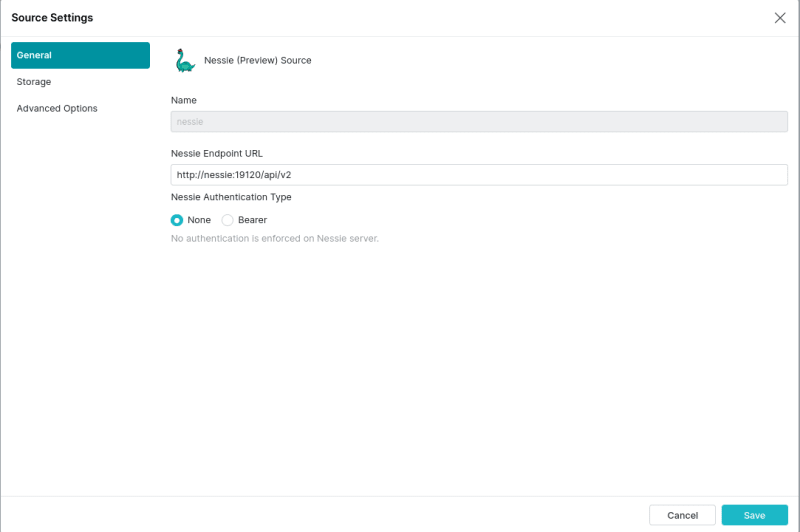 Source Settings
General
Storage
Advanced Options
Nessie (Preview) Source
Name
nessie
Nessie Endpoint URL
http://nessie:19120/api/v2
Nessie Authentication Type
None Bearer
No authentication is enforced on Nessie server.
Cancel Save